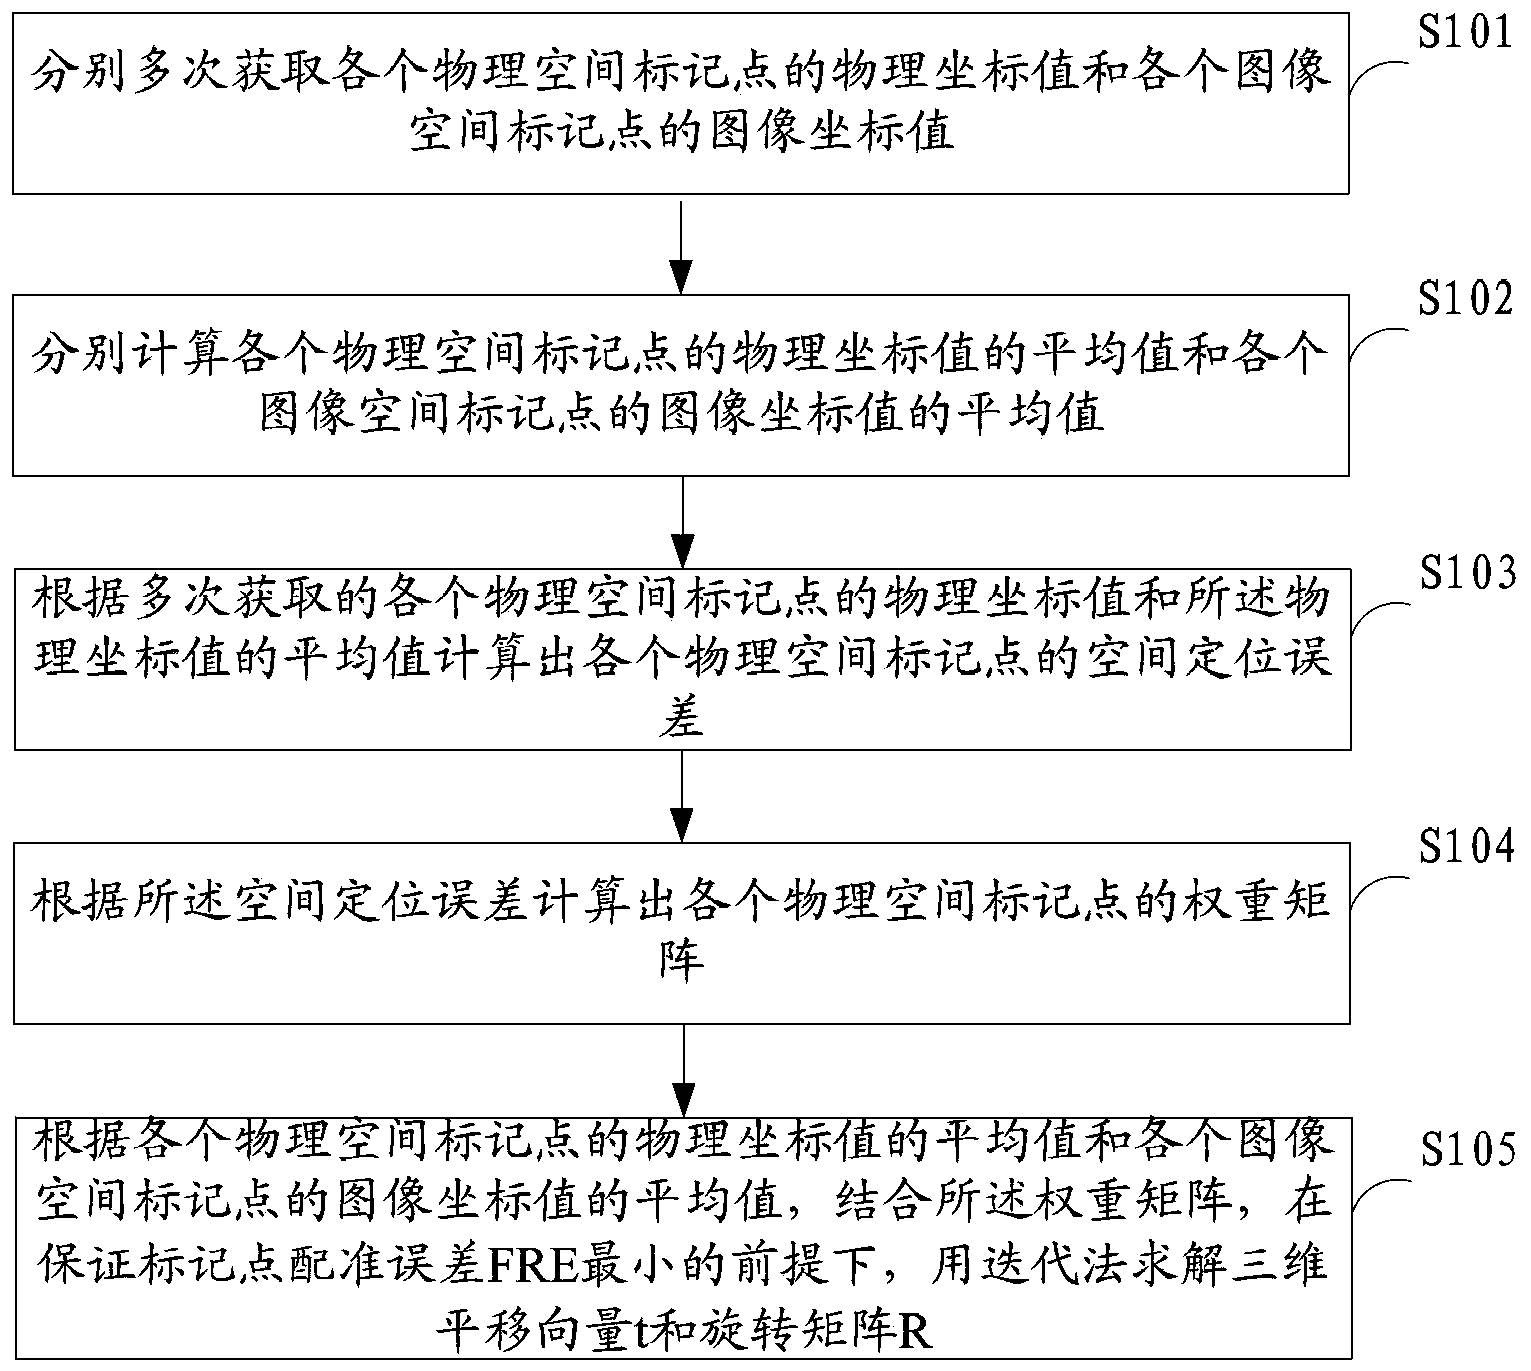 S101
分别多次获取各个物理空间标记点的物理坐标值和各个图像
空间标记点的图像坐标值
S102
分别计算各个物理空间标记点的物理坐标值的平均值和各个
图像空间标记点的图像坐标值的平均值
S103
根据多次获取的各个物理空间标记点的物理坐标值和所述物
理坐标值的平均值计算出各个物理空间标记点的空间定位误
差
S104
根据所述空间定位误差计算出各个物理空间标记点的权重矩
阵
S105
根据各个物理空间标记点的物理坐标值的平均值和各个图像
空间标记点的图像坐标值的平均值，结合所述权重矩阵，在
保证标记点配准误差FRE最小的前提下，用迭代法求解三维
平移向量t和旋转矩阵R